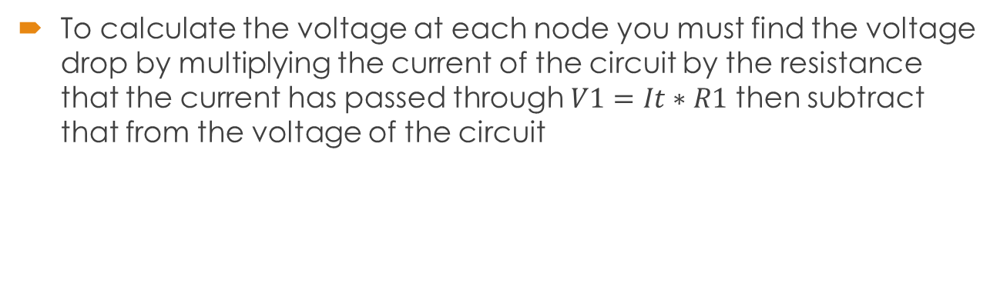 To calculate the voltage at each node you must find the voltage
drop by multiplying the current of the circuit by the resistance
that the current has passed through V1 = It * R1 then subtract
that from the voltage of the circuit